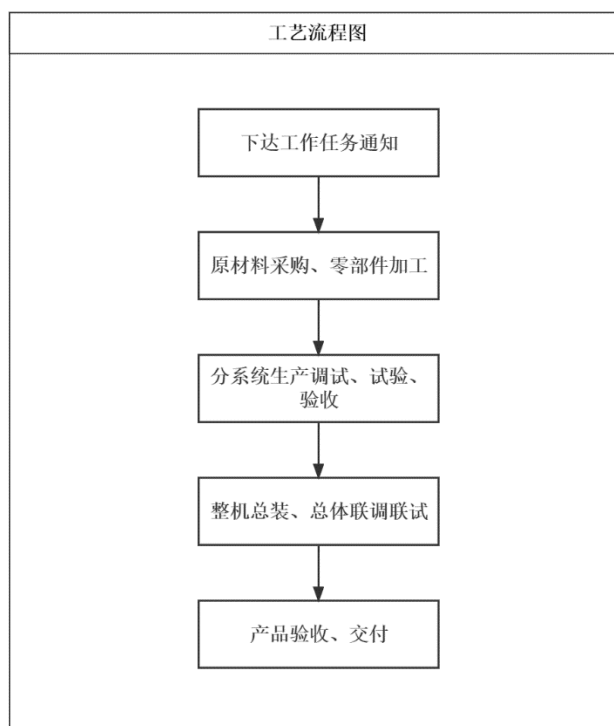 工艺流程图
下达工作任务通知
原材料采购、零部件加工
分系统生产调试、试验、
验收
整机总装、总体联调联试
产品验收、交付